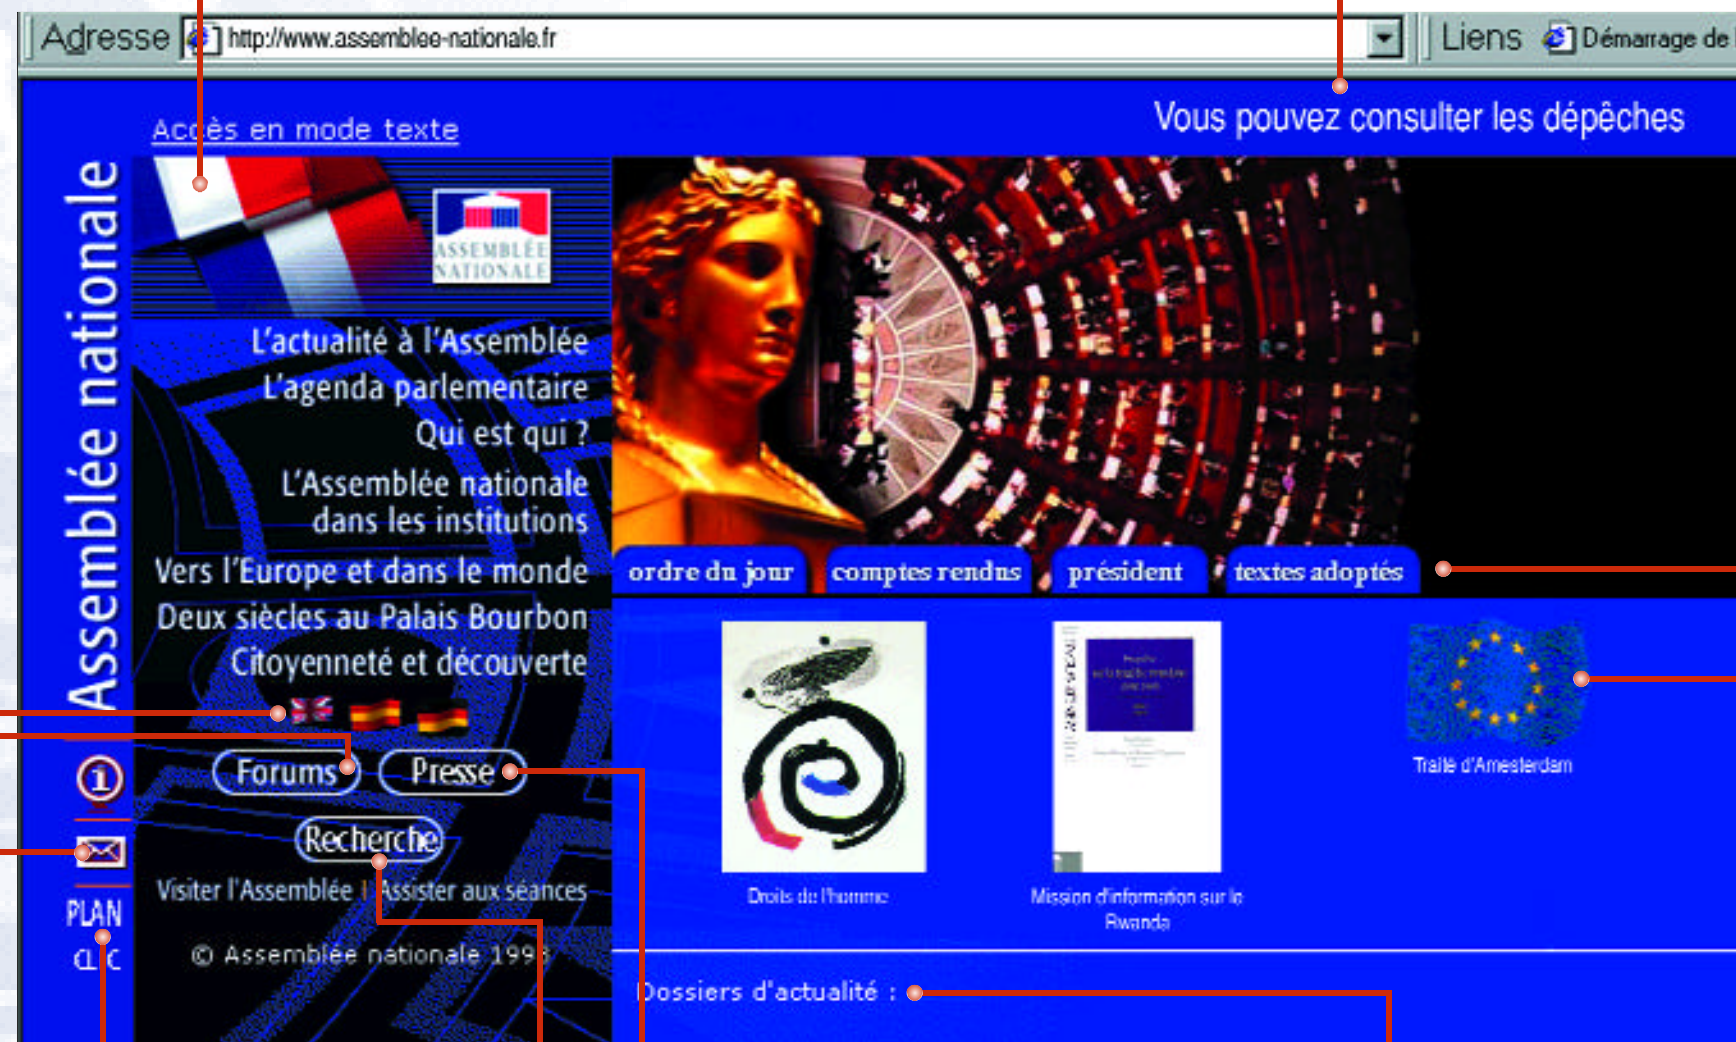 Adresse http://www.assemblee-nationale.fr
Liens Démarrage de
Accès en mode texte
Vous pouvez consulter les dépêches
Assemblée nationale
ASSEMBLÉE
NATIONALE
L'actualité à l'Assemblée
L'agenda parlementaire
Qui est qui ?
L'Assemblée nationale
dans les institutions
Vers l'Europe et dans le monde
Deux siècles au Palais Bourbon
Citoyenneté et découverte
Forums Presse
Recherche
Visiter l'Assemblée | Assister aux séances
© Assemblée nationale 1998
PLAN
CLIC
ordre du jour comptes rendus président textes adoptés
Droits de l'homme
Mission d'information sur le
Rwanda
Traité d'Amesterdam
Dossiers d'actualité :